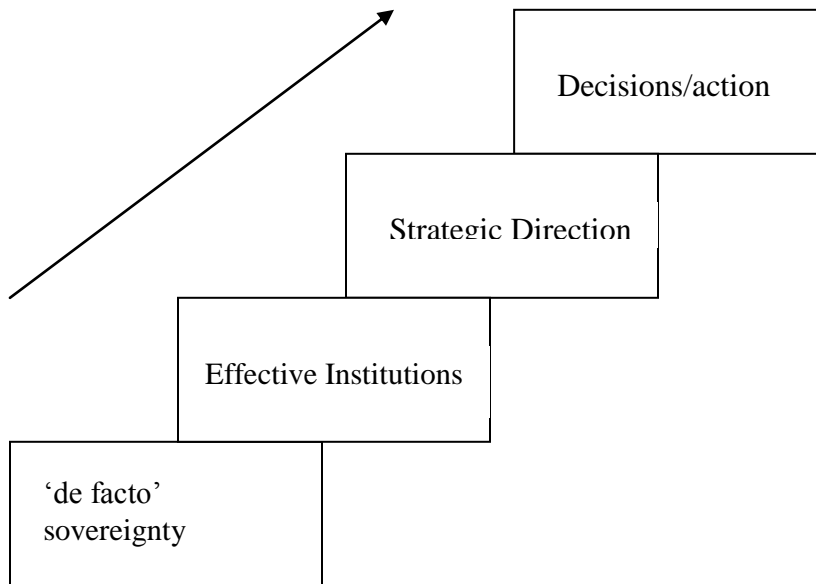 Decisions/action
Strategic Direction
Effective Institutions
‘de facto’
sovereignty